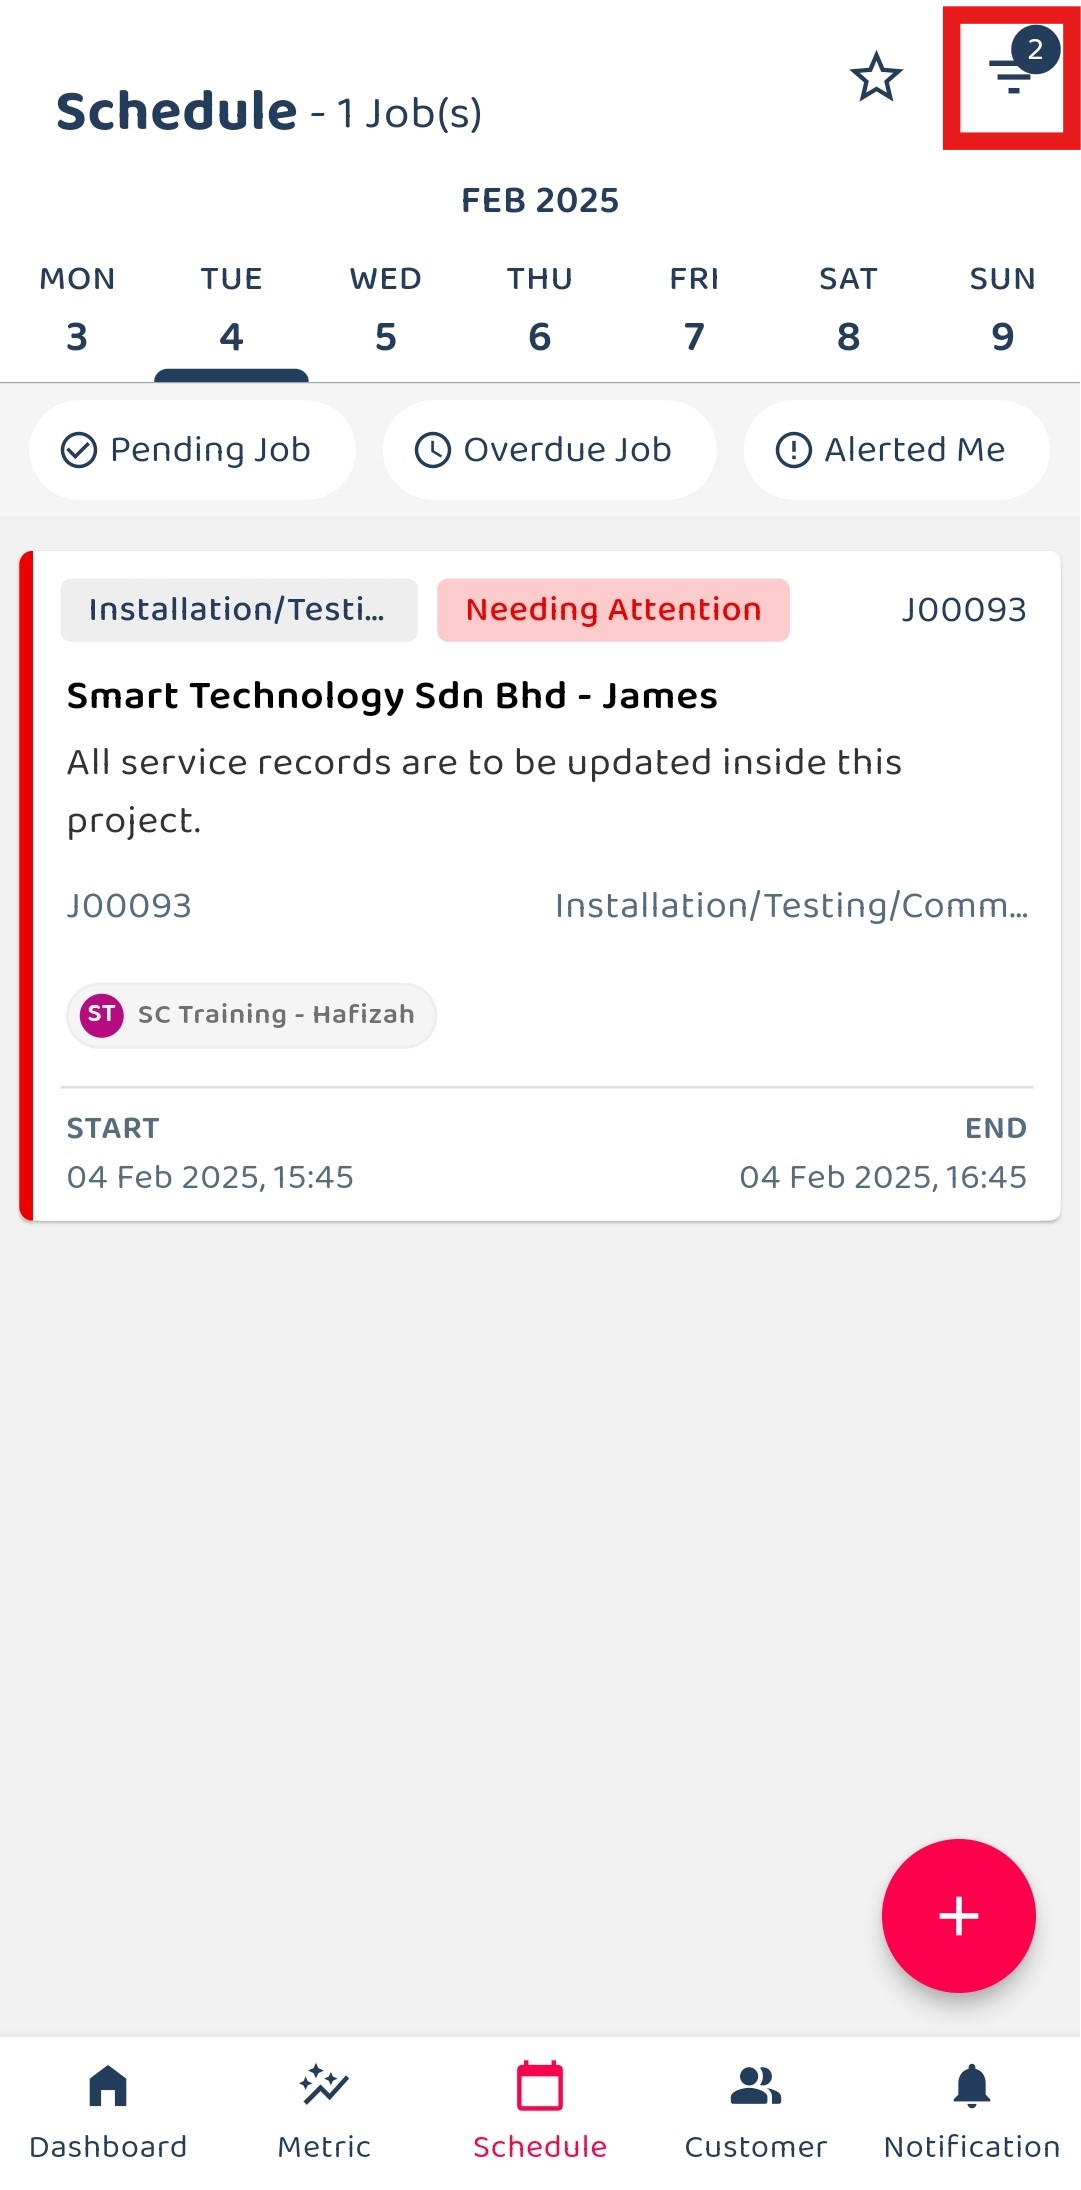 2
Schedule - 1 Job(s)
FEB 2025
MON TUE WED THU FRI SAT SUN
3 4 5 6 7 8 9
Pending Job Overdue Job Alerted Me
Installation/Testi... Needing Attention J00093
Smart Technology Sdn Bhd - James
All service records are to be updated inside this
project.
J00093 Installation/Testing/Comm...
ST SC Training - Hafizah
START END
04 Feb 2025, 15:45 04 Feb 2025, 16:45
Dashboard Metric Schedule Customer Notification